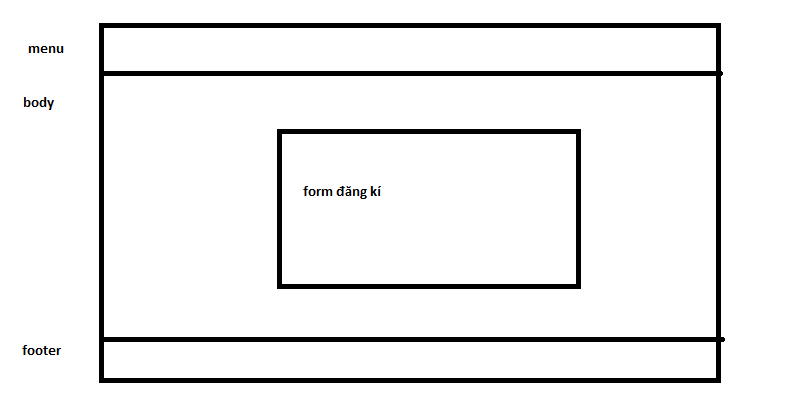 menu
body
form đăng kí
footer